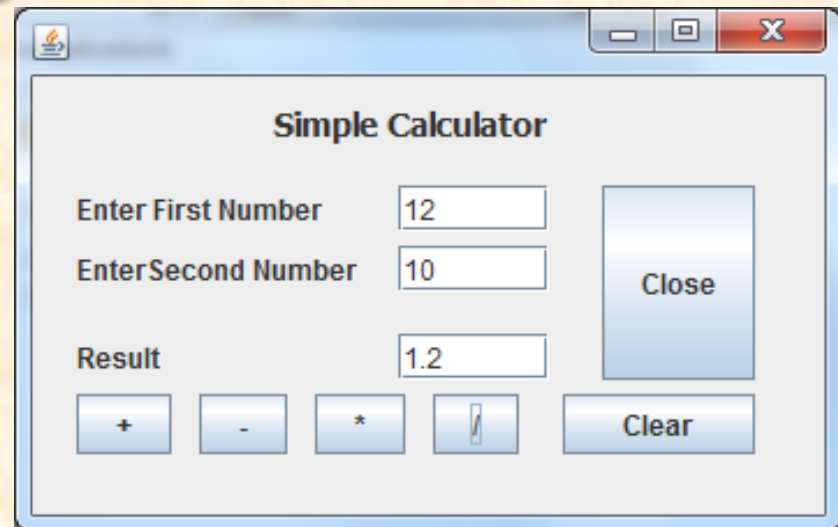 Simple Calculator
Enter First Number 12
EnterSecond Number 10
Close
Result 1.2
+ - * / Clear